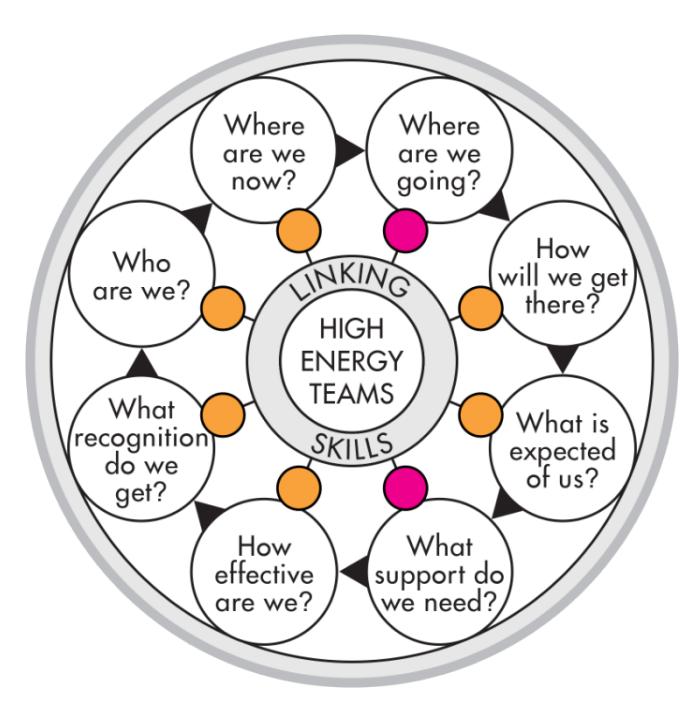 Where
are we
now?
Where
are we
going?
How
will we get
there?
What is
expected
of us?
What
support do
we need?
How
effective
are we?
What
recognition
do we
get?
Who
are we?
LINKING
HIGH
ENERGY
TEAMS
SKILLS